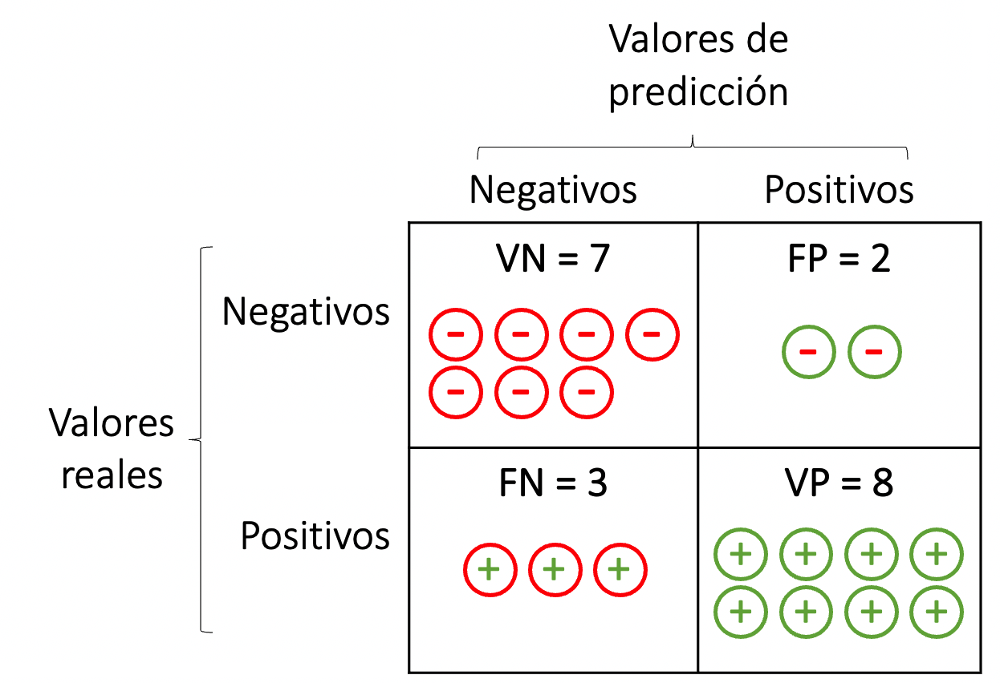 Valores de
predicción
Negativos
Positivos
VN = 7
FP = 2
Negativos
- - - -
- - -
- -
Valores
reales
FN = 3
VP = 8
Positivos
+ + +
+ + + +
+ + + +